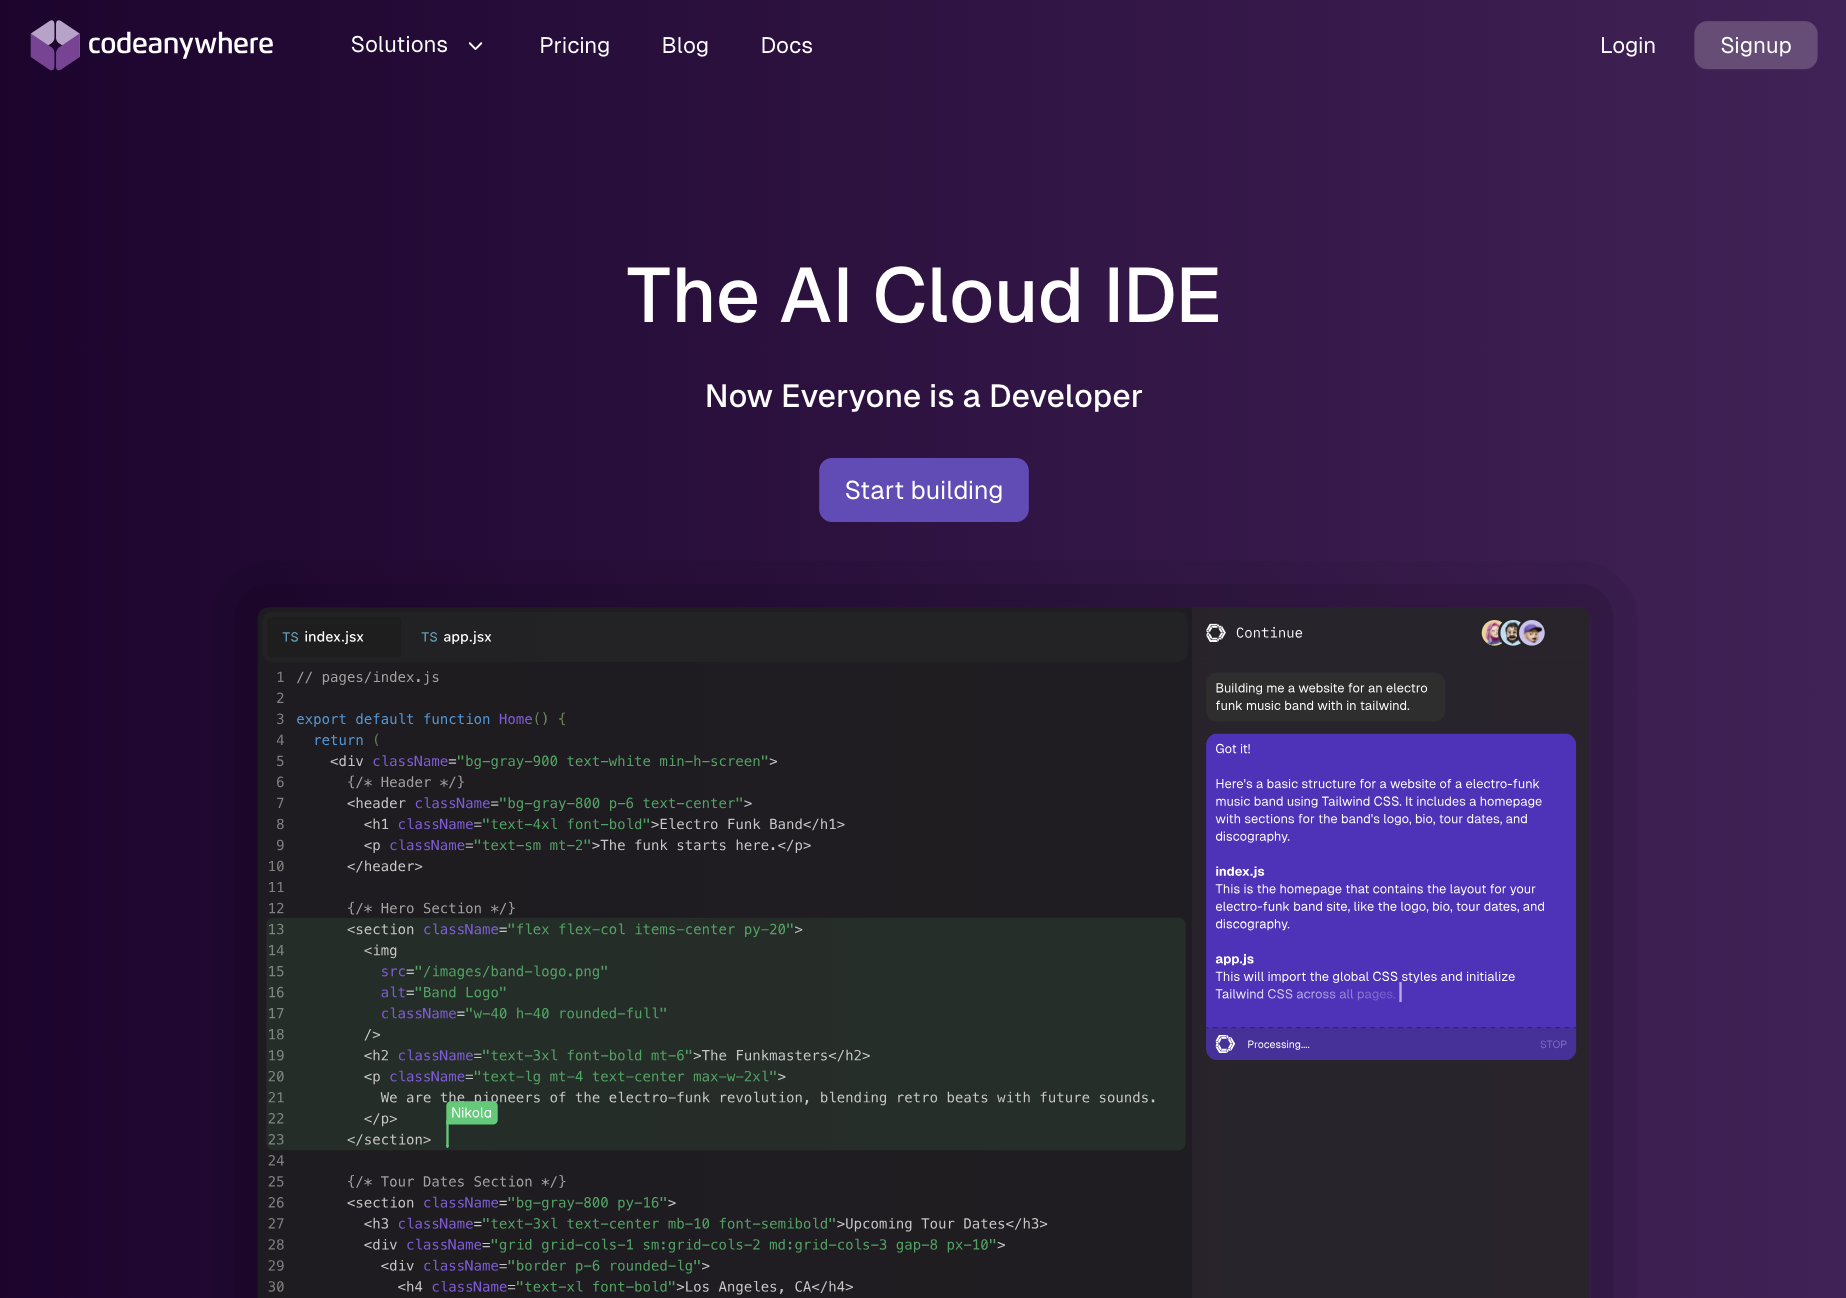 codeanywhere
Solutions
Pricing
Blog
Docs
Login
Signup
The AI Cloud IDE
Now Everyone is a Developer
Start building
TS index.jsx
TS app.jsx
1 // pages/index.js
2
3 export default function Home() {
4 return (
5 <div className="bg-gray-900 text-white min-h-screen">
6 {/* Header */}
7 <header className="bg-gray-800 p-6 text-center">
8 <h1 className="text-4xl font-bold">Electro Funk Band</h1>
9 <p className="text-sm mt-2">The funk starts here.</p>
10 </header>
11
12 {/* Hero Section */}
13 <section className="flex flex-col items-center py-20">
14 <img
15 src="/images/band-logo.png"
16 alt="Band Logo"
17 className="w-40 h-40 rounded-full"
18 />
19 <h2 className="text-3xl font-bold mt-6">The Funkmasters</h2>
20 <p className="text-lg mt-4 text-center max-w-2xl">
21 We are the pioneers of the electro-funk revolution, blending retro beats with future sounds.
22 </p>
Nikola
23 </section>
24
25 {/* Tour Dates Section */}
26 <section className="bg-gray-800 py-16">
27 <h3 className="text-3xl text-center mb-10 font-semibold">Upcoming Tour Dates</h3>
28 <div className="grid grid-cols-1 sm:grid-cols-2 md:grid-cols-3 gap-8 px-10">
29 <div className="border p-6 rounded-lg">
30 <h4 className="text-xl font-bold">Los Angeles, CA</h4>
Continue
Building me a website for an electro
funk music band with in tailwind.
Got it!
Here's a basic structure for a website of a electro-funk
music band using Tailwind CSS. It includes a homepage
with sections for the band's logo, bio, tour dates, and
discography.
index.js
This is the homepage that contains the layout for your
electro-funk band site, like the logo, bio, tour dates, and
discography.
app.js
This will import the global CSS styles and initialize
Tailwind CSS across all pages.
Processing....
STOP